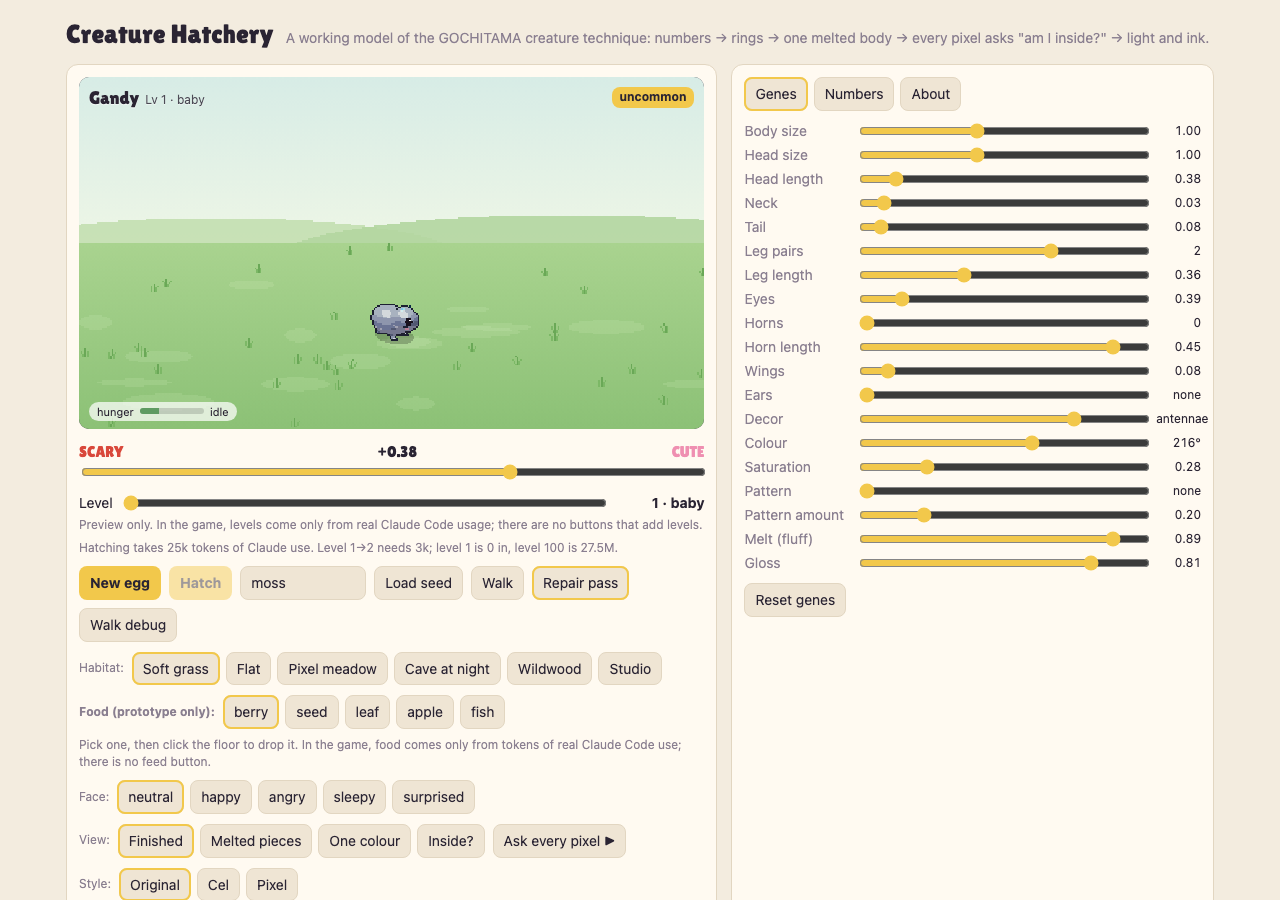 Creature Hatchery
A working model of the GOCHITAMA creature technique: numbers → rings → one melted body → every pixel asks "am I inside?" → light and ink.
Gandy Lv 1 · baby
uncommon
hunger idle
SCARY +0.38 CUTE
Level 1 · baby
Preview only. In the game, levels come only from real Claude Code usage; there are no buttons that add levels.
Hatching takes 25k tokens of Claude use. Level 1→2 needs 3k; level 1 is 0 in, level 100 is 27.5M.
New egg Hatch moss Load seed Walk Repair pass
Walk debug
Habitat: Soft grass Flat Pixel meadow Cave at night Wildwood Studio
Food (prototype only): berry seed leaf apple fish
Pick one, then click the floor to drop it. In the game, food comes only from tokens of real Claude Code use;
there is no feed button.
Face: neutral happy angry sleepy surprised
View: Finished Melted pieces One colour Inside? Ask every pixel ▶
Style: Original Cel Pixel
Genes Numbers About
Body size 1.00
Head size 1.00
Head length 0.38
Neck 0.03
Tail 0.08
Leg pairs 2
Leg length 0.36
Eyes 0.39
Horns 0
Horn length 0.45
Wings 0.08
Ears none
Decor antennae
Colour 216°
Saturation 0.28
Pattern none
Pattern amount 0.20
Melt (fluff) 0.89
Gloss 0.81
Reset genes